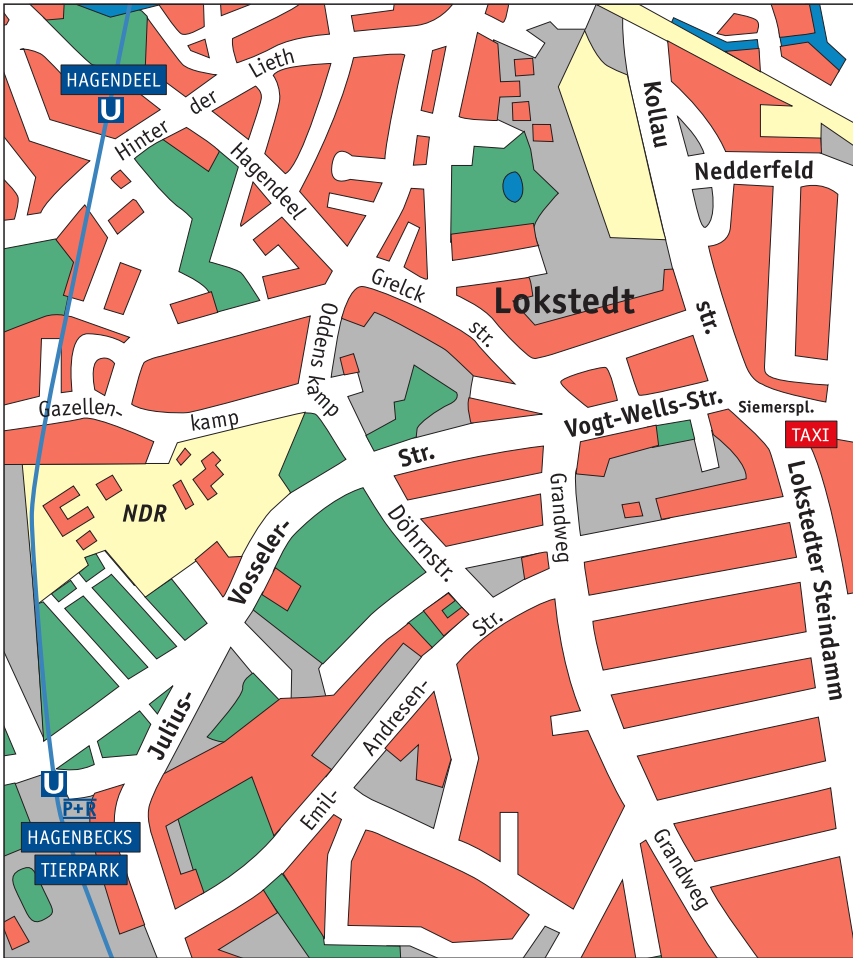 HAGENDEEL
U
Hinter der Lieth
Hagendeel
Kollau
str.
Nedderfeld
Lokstedt
Grelck
str.
Oddens
kamp
Gazellen-
kamp
Vogt-Wells-Str.
Siemerspl.
TAXI
Str.
NDR
Grandweg
Döhrnstr.
Lokstedter Steindamm
Vosseler-
Str.
Julius-
Andresen-
Emil-
U
P+R
HAGENBECKS
TIERPARK
Grandweg